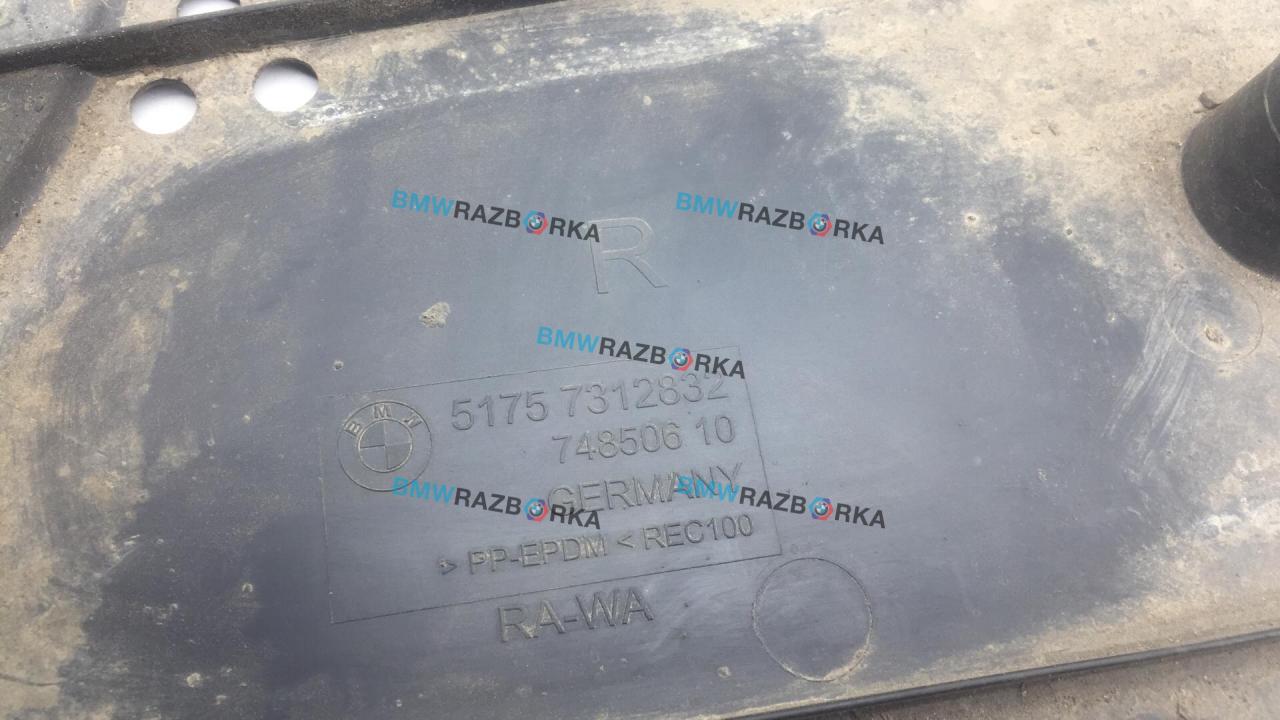 BMWRAZBORKA
BMWRAZBORKA
R
BMWRAZBORKA
5175 7312832
BMW
748506 10
GERMANY
BMWRAZBORKA
BMWRAZBORKA
> PP-EPDM < REC100
RA-WA